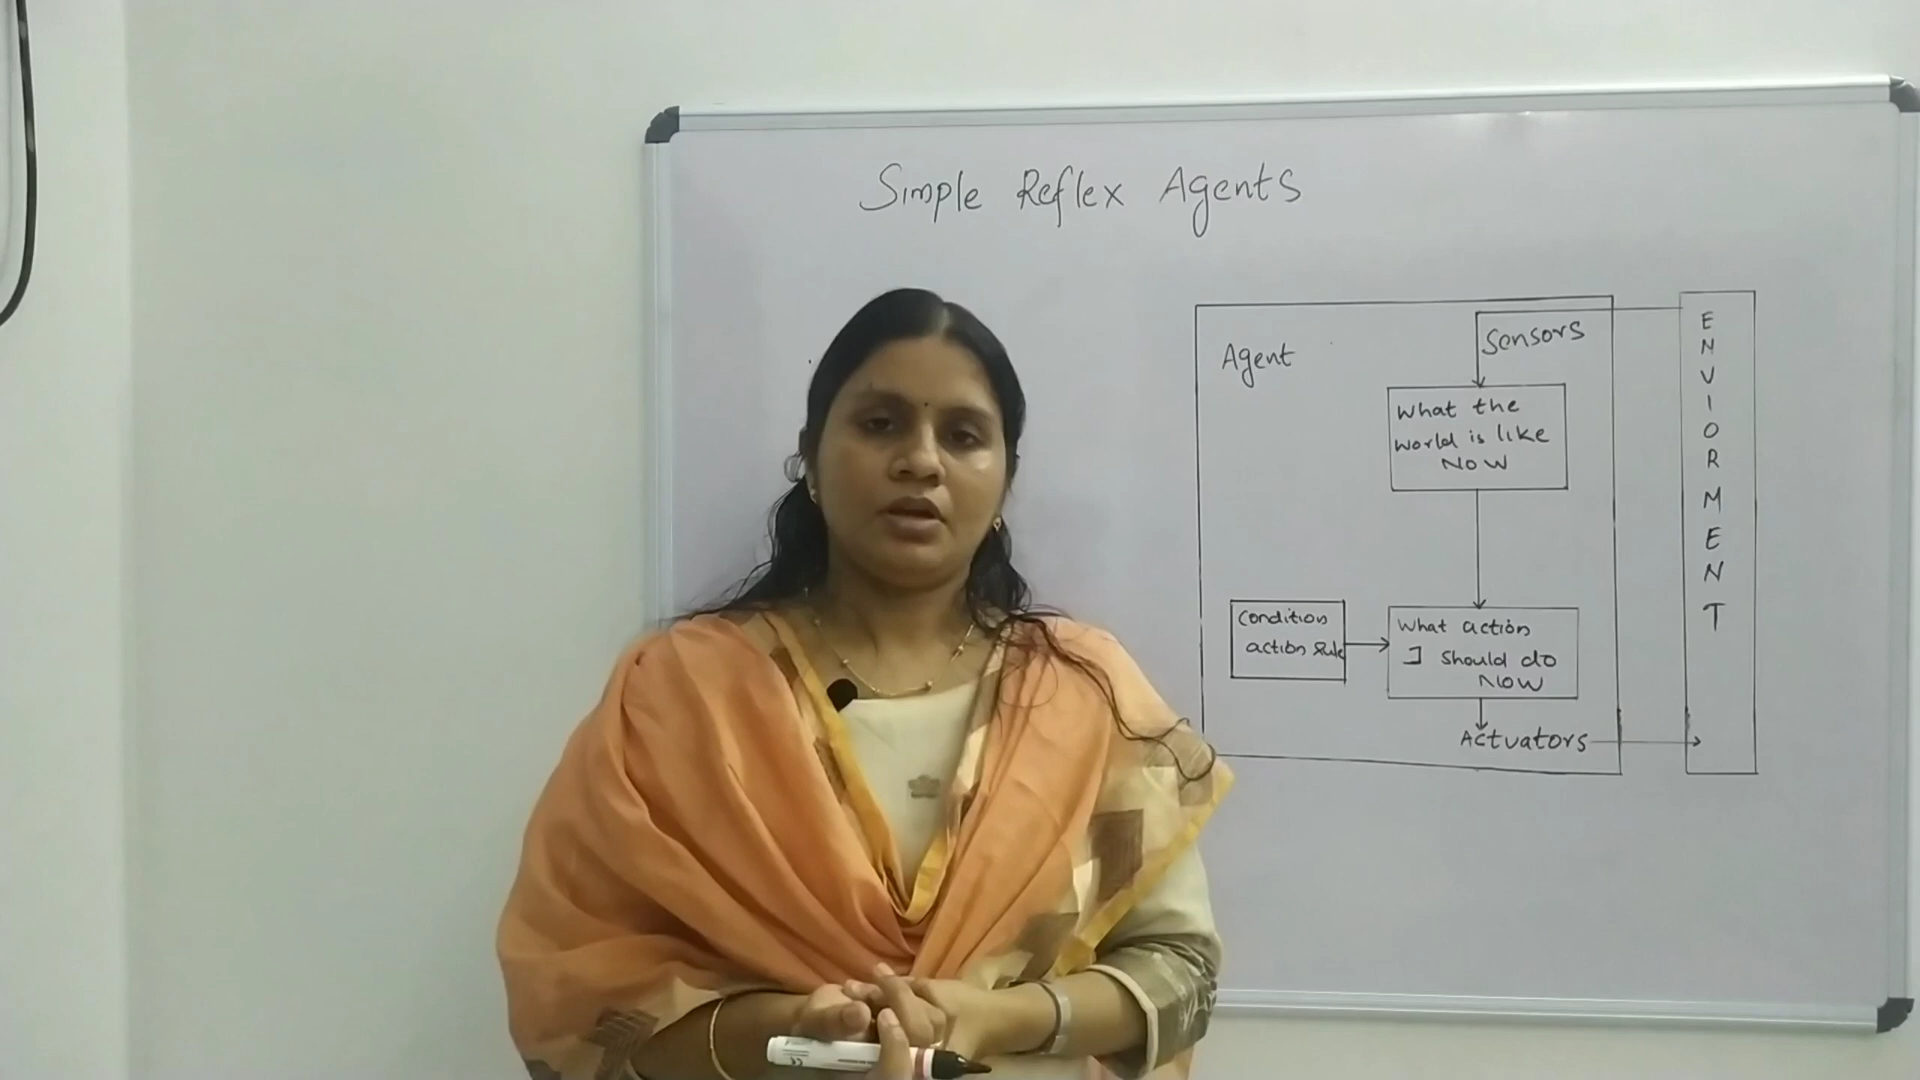 Simple Reflex Agents
Agent
Sensors
What the
world is like
NOW
Condition
action Rule
What action
I should do
NOW
Actuators
ENVIORMENT